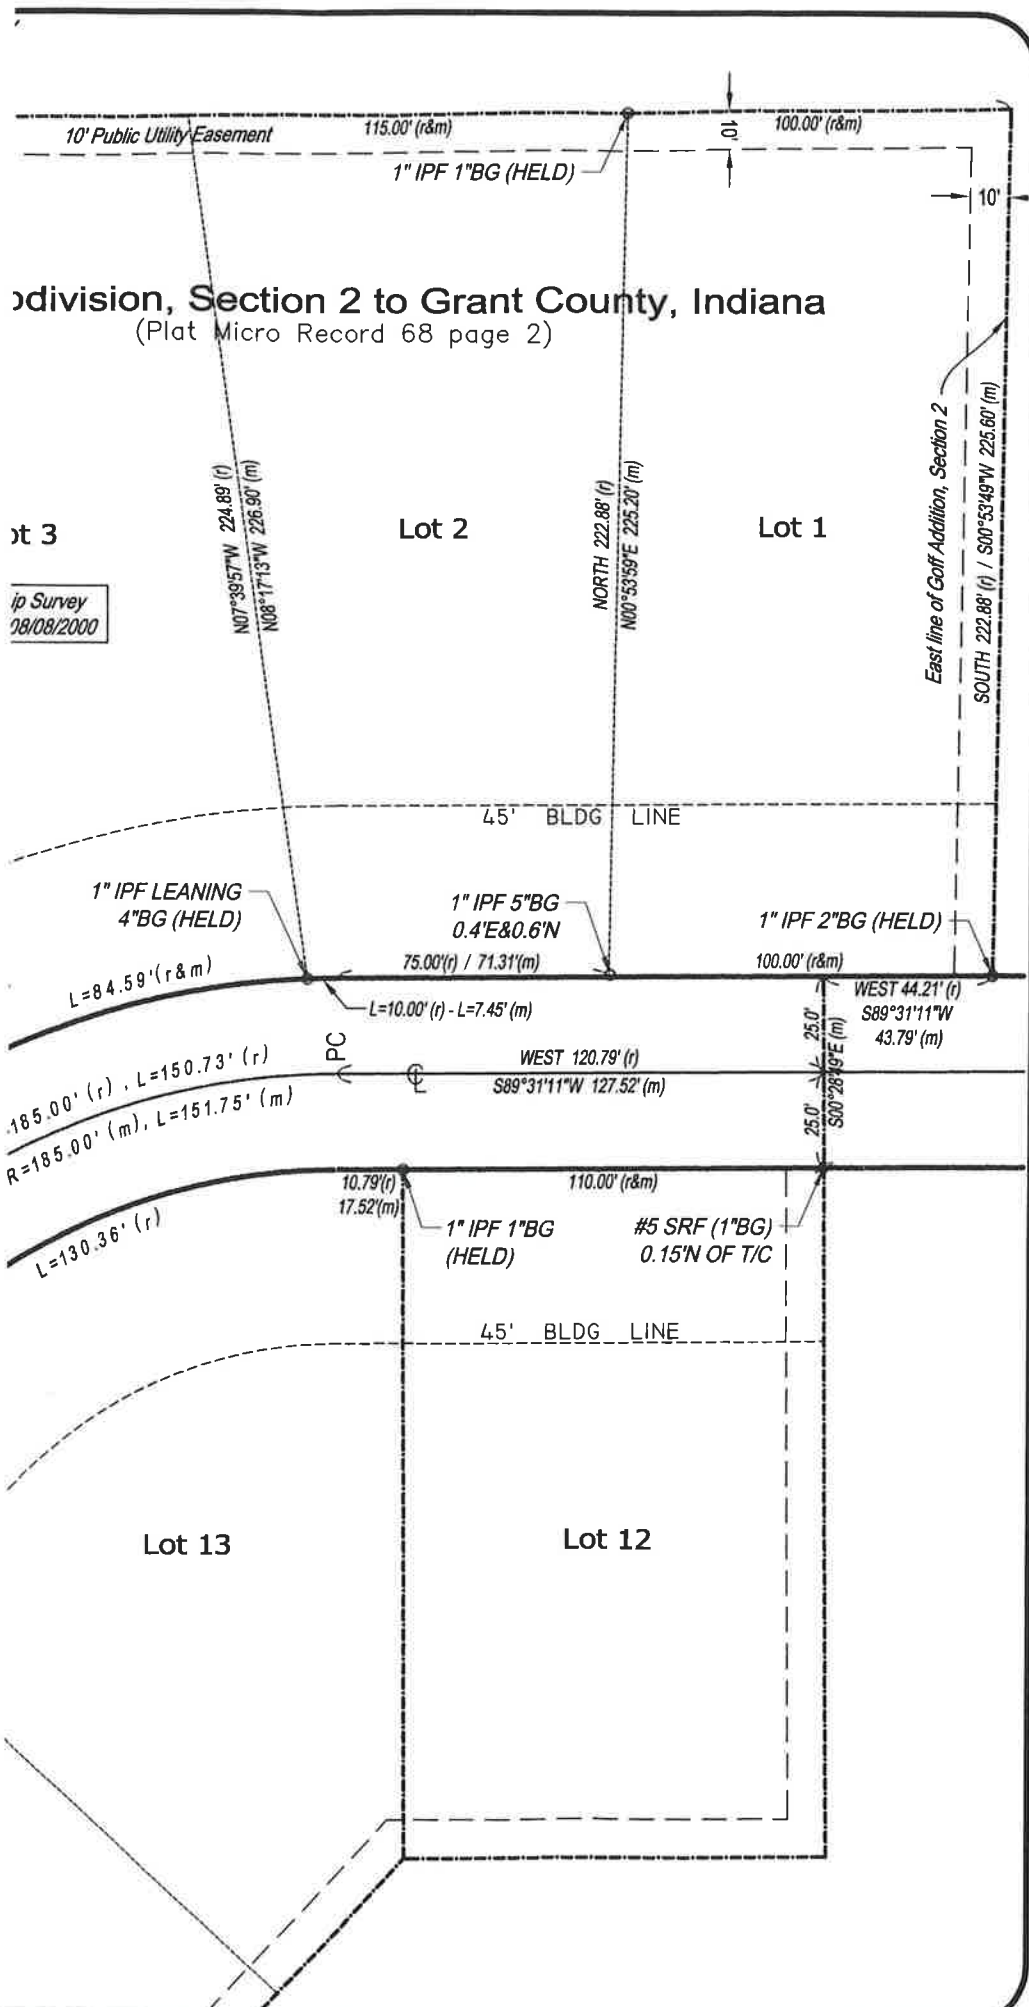 10' Public Utility Easement
115.00' (r&m)
10'
100.00' (r&m)
1" IPF 1"BG (HELD)
10'
division, Section 2 to Grant County, Indiana
(Plat Micro Record 68 page 2)
N07°39'57"W 224.89' (r)
N08°17'13"W 226.90' (m)
NORTH 222.88' (r)
N00°53'59"E 225.20' (m)
East line of Goff Addition, Section 2
SOUTH 222.88' (r) / S00°53'49"W 225.60' (m)
ot 3
Lot 2
Lot 1
ip Survey
08/08/2000
45' BLDG LINE
1" IPF LEANING
4"BG (HELD)
1" IPF 5"BG
0.4'E&0.6'N
1" IPF 2"BG (HELD)
L=84.59'(r&m)
75.00'(r) / 71.31'(m)
100.00' (r&m)
L=10.00' (r) - L=7.45' (m)
WEST 44.21' (r)
S89°31'11"W
43.79' (m)
25.0'
S00°28'49"E (m)
PC
CL
WEST 120.79' (r)
S89°31'11"W 127.52' (m)
185.00' (r) , L=150.73' (r)
R=185.00' (m), L=151.75' (m)
25.0'
L=130.36' (r)
10.79'(r)
17.52'(m)
110.00' (r&m)
1" IPF 1"BG
(HELD)
#5 SRF (1"BG)
0.15'N OF T/C
45' BLDG LINE
Lot 13
Lot 12